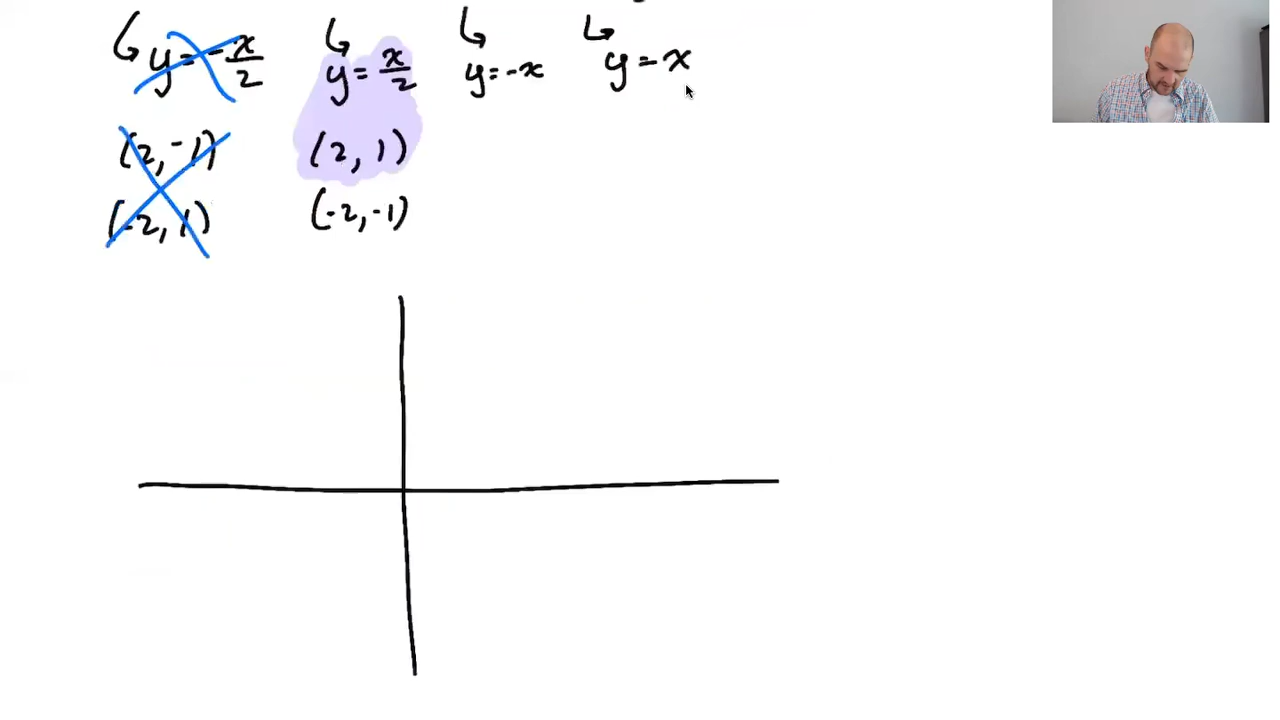 ↳ y = -x/2
↳ y = x/2
↳ y = -x
↳ y = x
(2, -1)
(2, 1)
(-2, 1)
(-2, -1)